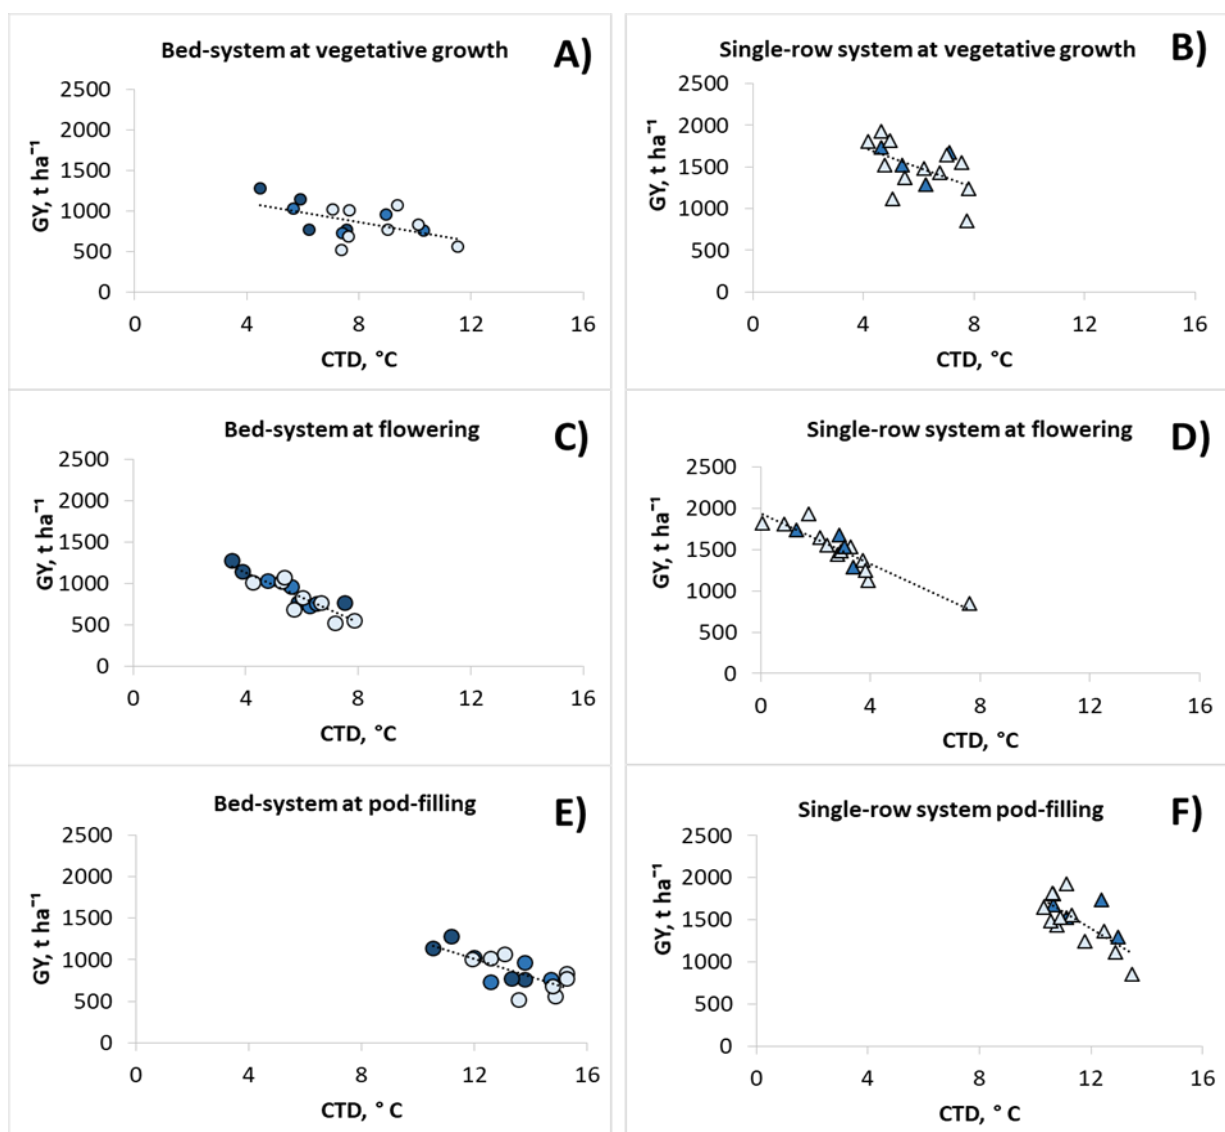 Bed-system at vegetative growth
A)
2500
2000
1500
1000
500
0
GY, t ha⁻¹
0 4 8 12 16
CTD, °C
Single-row system at vegetative growth
B)
2500
2000
1500
1000
500
0
GY, t ha⁻¹
0 4 8 12 16
CTD, °C
Bed-system at flowering
C)
2500
2000
1500
1000
500
0
GY, t ha⁻¹
0 4 8 12 16
CTD, °C
Single-row system at flowering
D)
2500
2000
1500
1000
500
0
GY, t ha⁻¹
0 4 8 12 16
CTD, °C
Bed-system at pod-filling
E)
2500
2000
1500
1000
500
0
GY, t ha⁻¹
0 4 8 12 16
CTD, ° C
Single-row system pod-filling
F)
2500
2000
1500
1000
500
0
GY, t ha⁻¹
0 4 8 12 16
CTD, ° C